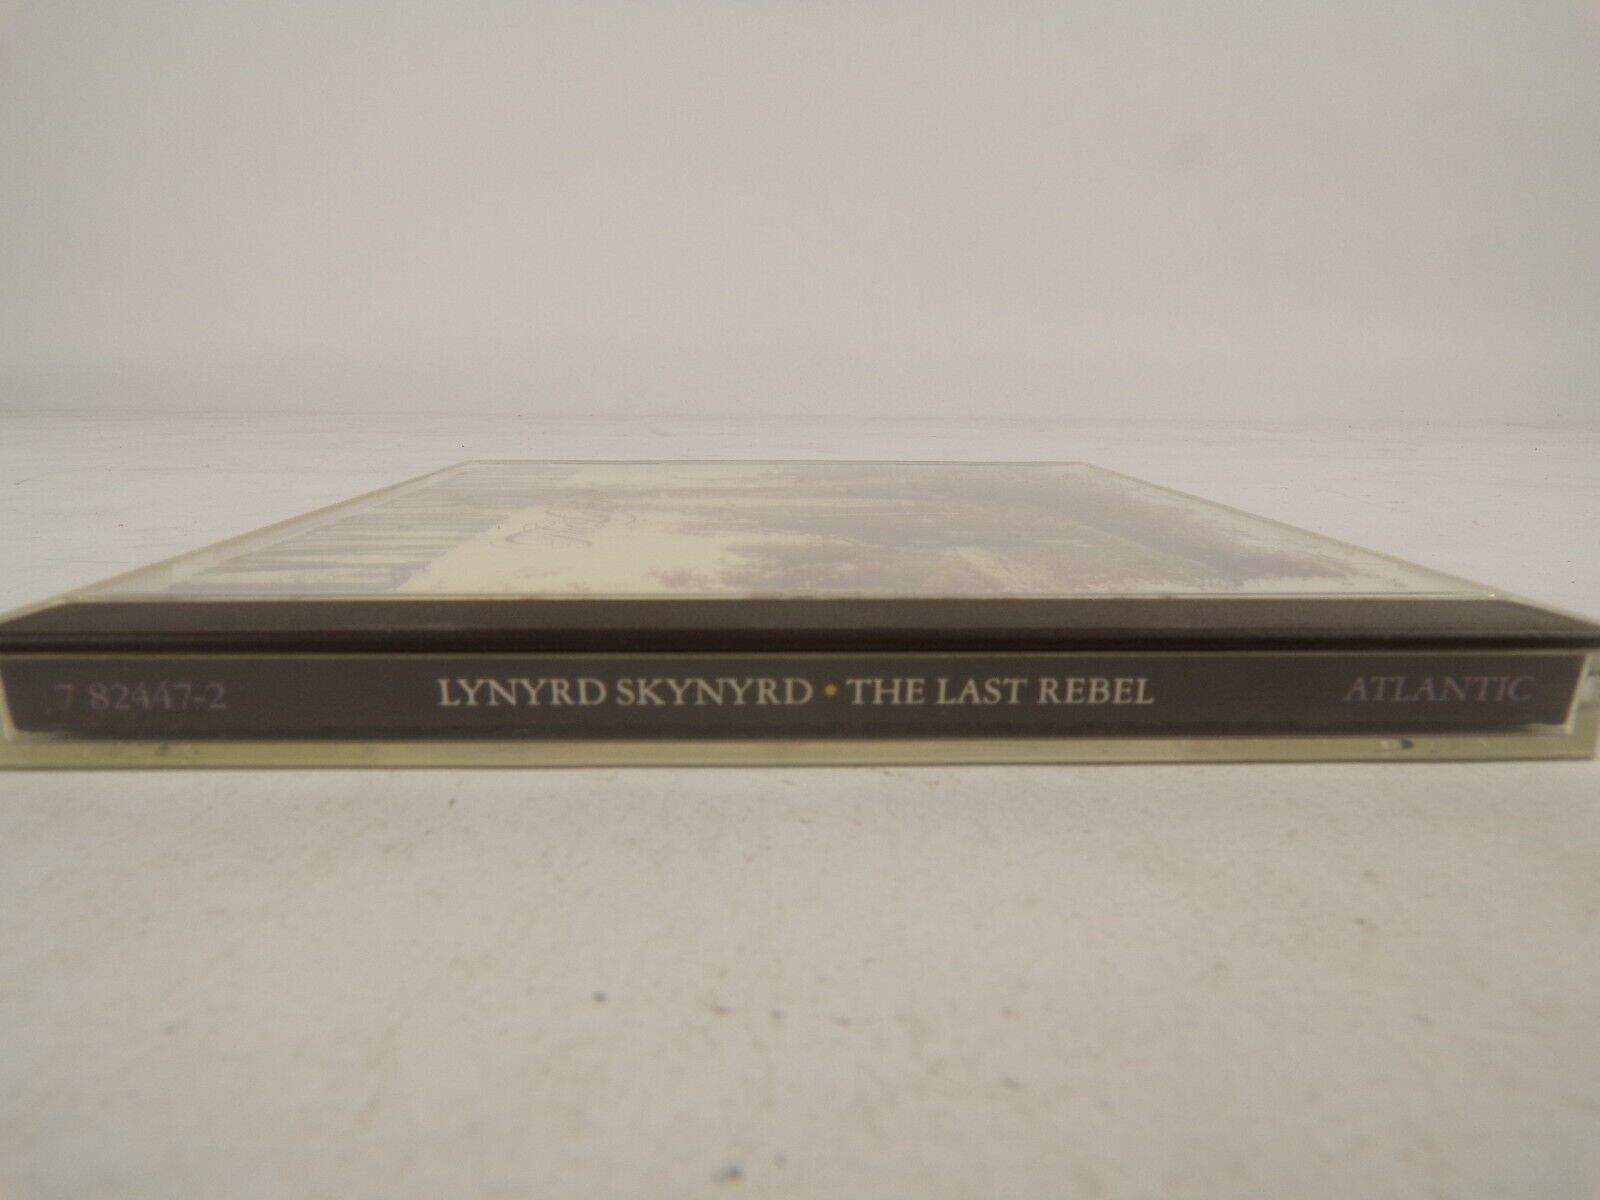 7 82447-2 LYNYRD SKYNYRD • THE LAST REBEL ATLANTIC